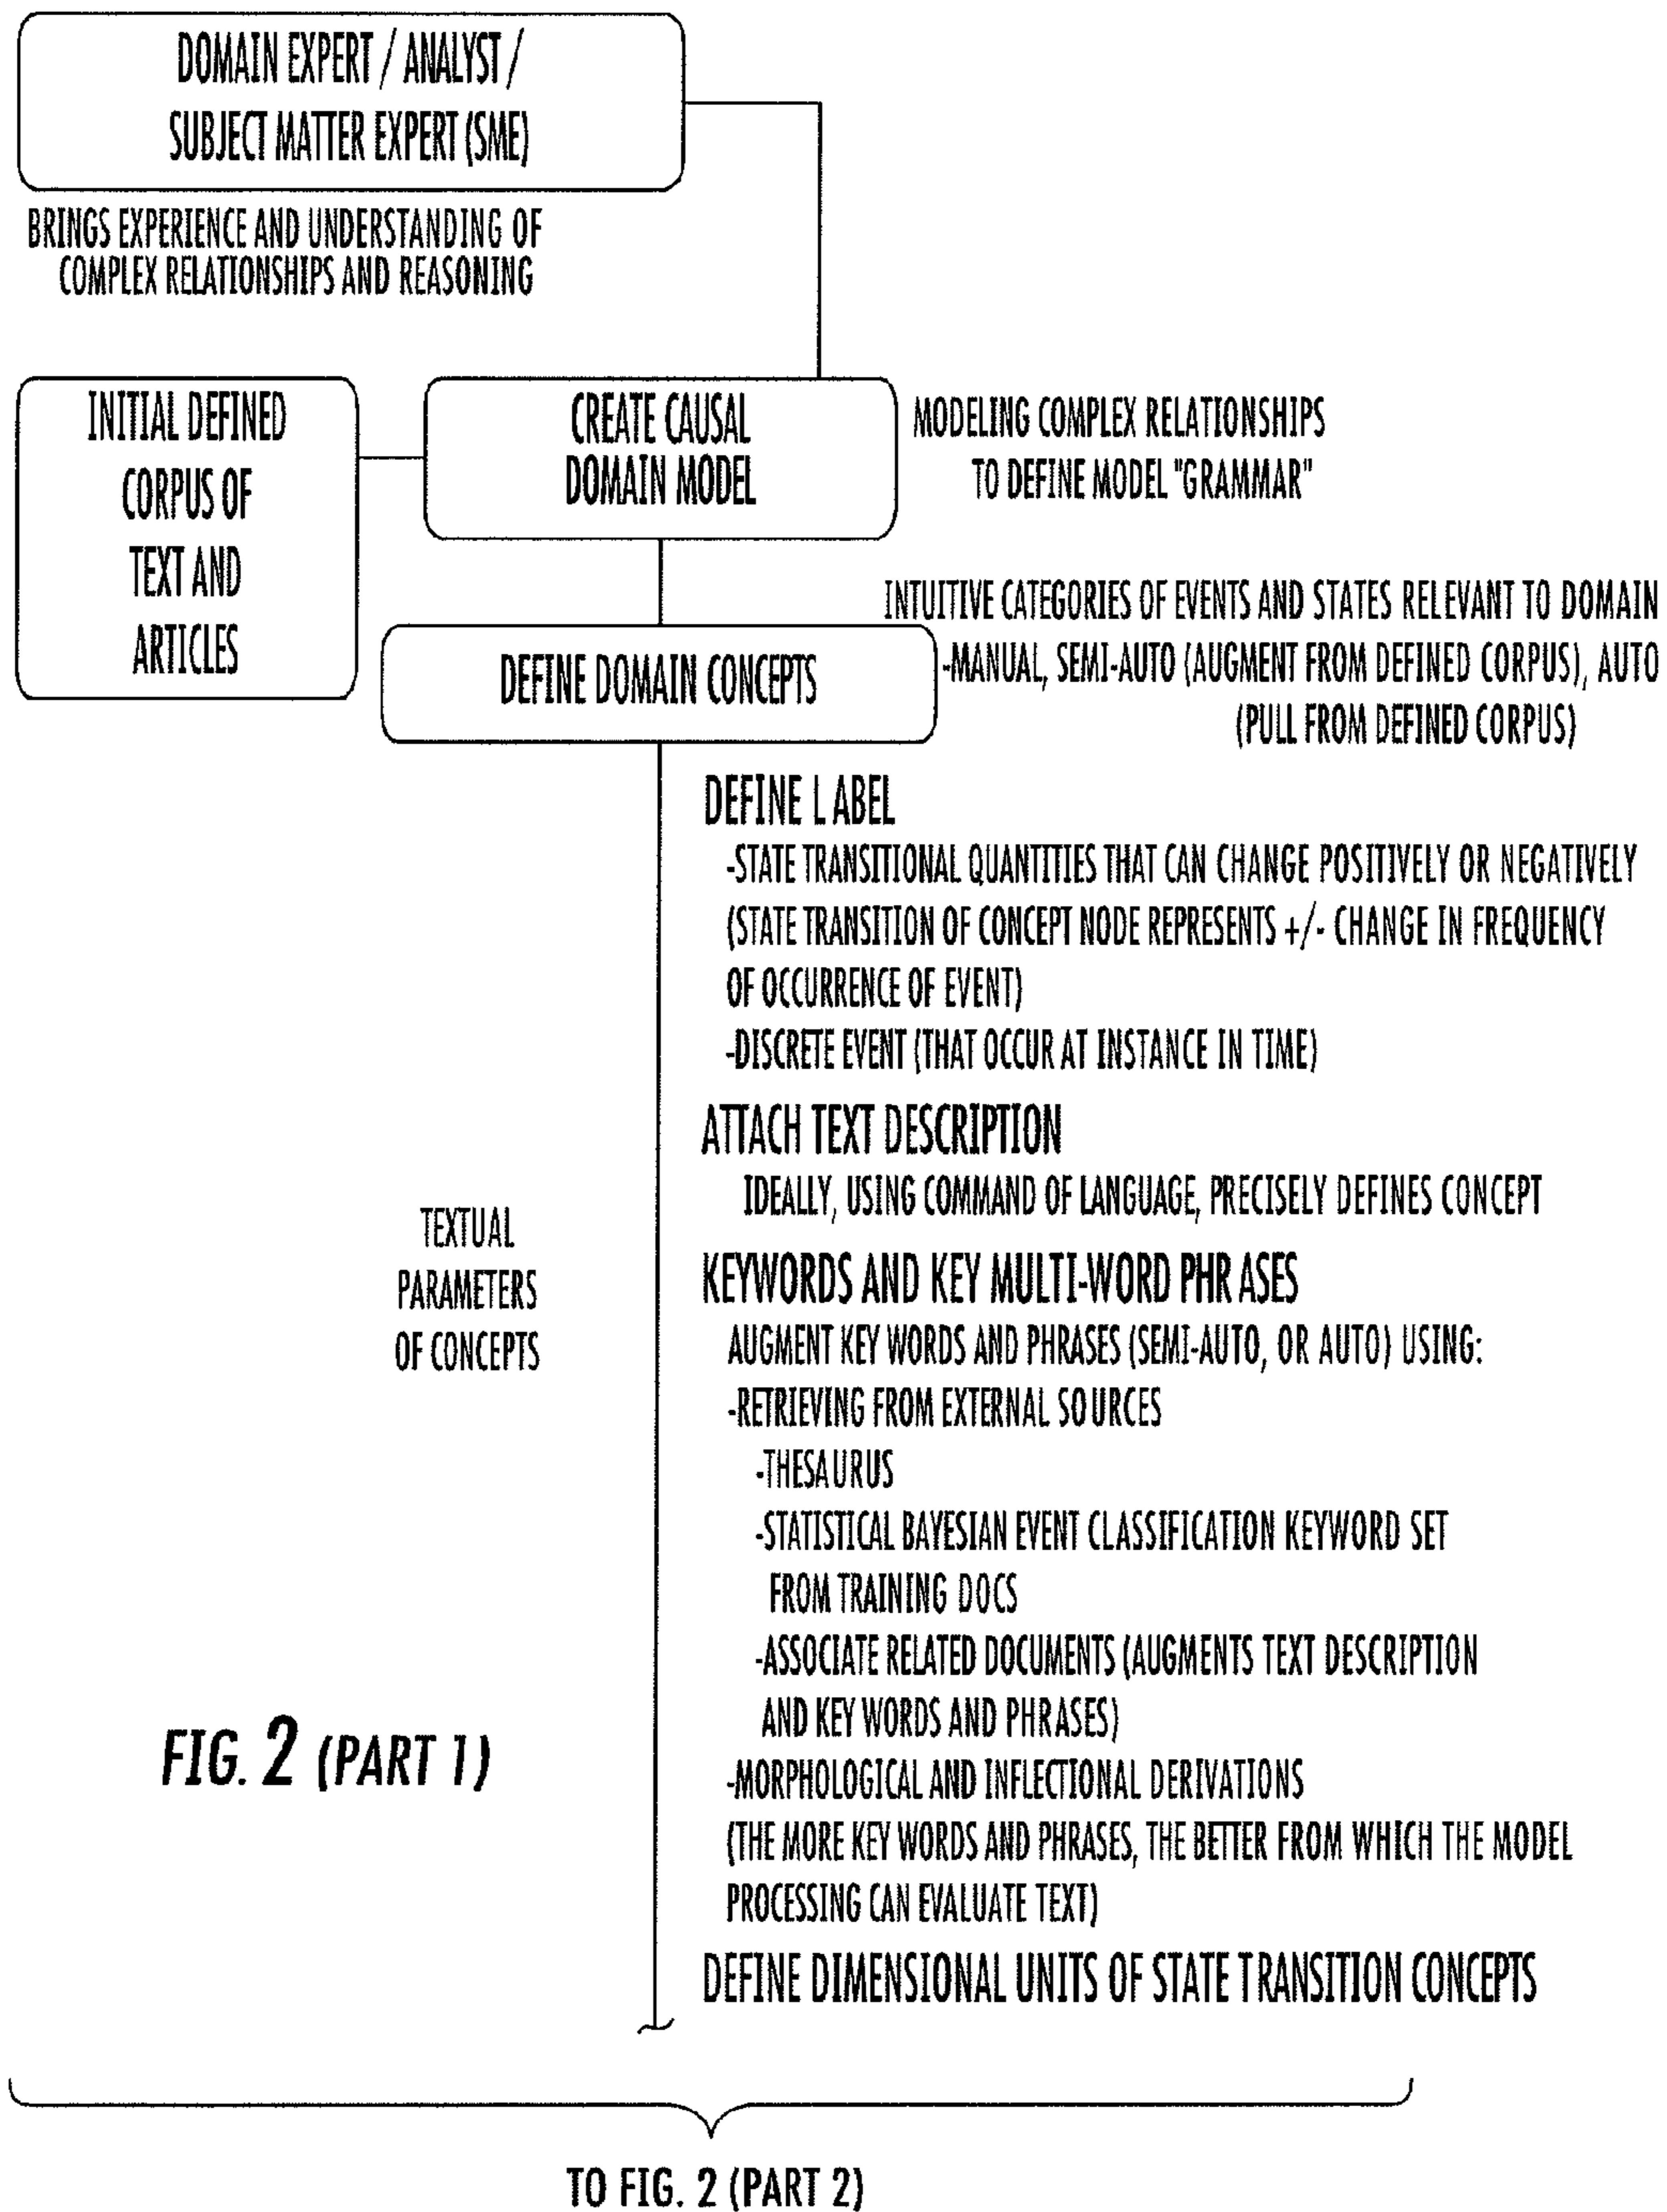 DOMAIN EXPERT / ANALYST /
SUBJECT MATTER EXPERT (SME)
BRINGS EXPERIENCE AND UNDERSTANDING OF
COMPLEX RELATIONSHIPS AND REASONING
INITIAL DEFINED
CORPUS OF
TEXT AND
ARTICLES
CREATE CAUSAL
DOMAIN MODEL
MODELING COMPLEX RELATIONSHIPS
TO DEFINE MODEL "GRAMMAR"
DEFINE DOMAIN CONCEPTS
INTUITIVE CATEGORIES OF EVENTS AND STATES RELEVANT TO DOMAIN
-MANUAL, SEMI-AUTO (AUGMENT FROM DEFINED CORPUS), AUTO
(PULL FROM DEFINED CORPUS)
DEFINE LABEL
-STATE TRANSITIONAL QUANTITIES THAT CAN CHANGE POSITIVELY OR NEGATIVELY
(STATE TRANSITION OF CONCEPT NODE REPRESENTS +/- CHANGE IN FREQUENCY
OF OCCURRENCE OF EVENT)
-DISCRETE EVENT (THAT OCCUR AT INSTANCE IN TIME)
ATTACH TEXT DESCRIPTION
IDEALLY, USING COMMAND OF LANGUAGE, PRECISELY DEFINES CONCEPT
TEXTUAL
PARAMETERS
OF CONCEPTS
KEYWORDS AND KEY MULTI-WORD PHRASES
AUGMENT KEY WORDS AND PHRASES (SEMI-AUTO, OR AUTO) USING:
-RETRIEVING FROM EXTERNAL SOURCES
-THESAURUS
-STATISTICAL BAYESIAN EVENT CLASSIFICATION KEYWORD SET
FROM TRAINING DOCS
-ASSOCIATE RELATED DOCUMENTS (AUGMENTS TEXT DESCRIPTION
AND KEY WORDS AND PHRASES)
-MORPHOLOGICAL AND INFLECTIONAL DERIVATIONS
(THE MORE KEY WORDS AND PHRASES, THE BETTER FROM WHICH THE MODEL
PROCESSING CAN EVALUATE TEXT)
DEFINE DIMENSIONAL UNITS OF STATE TRANSITION CONCEPTS
FIG. 2 (PART 1)
TO FIG. 2 (PART 2)